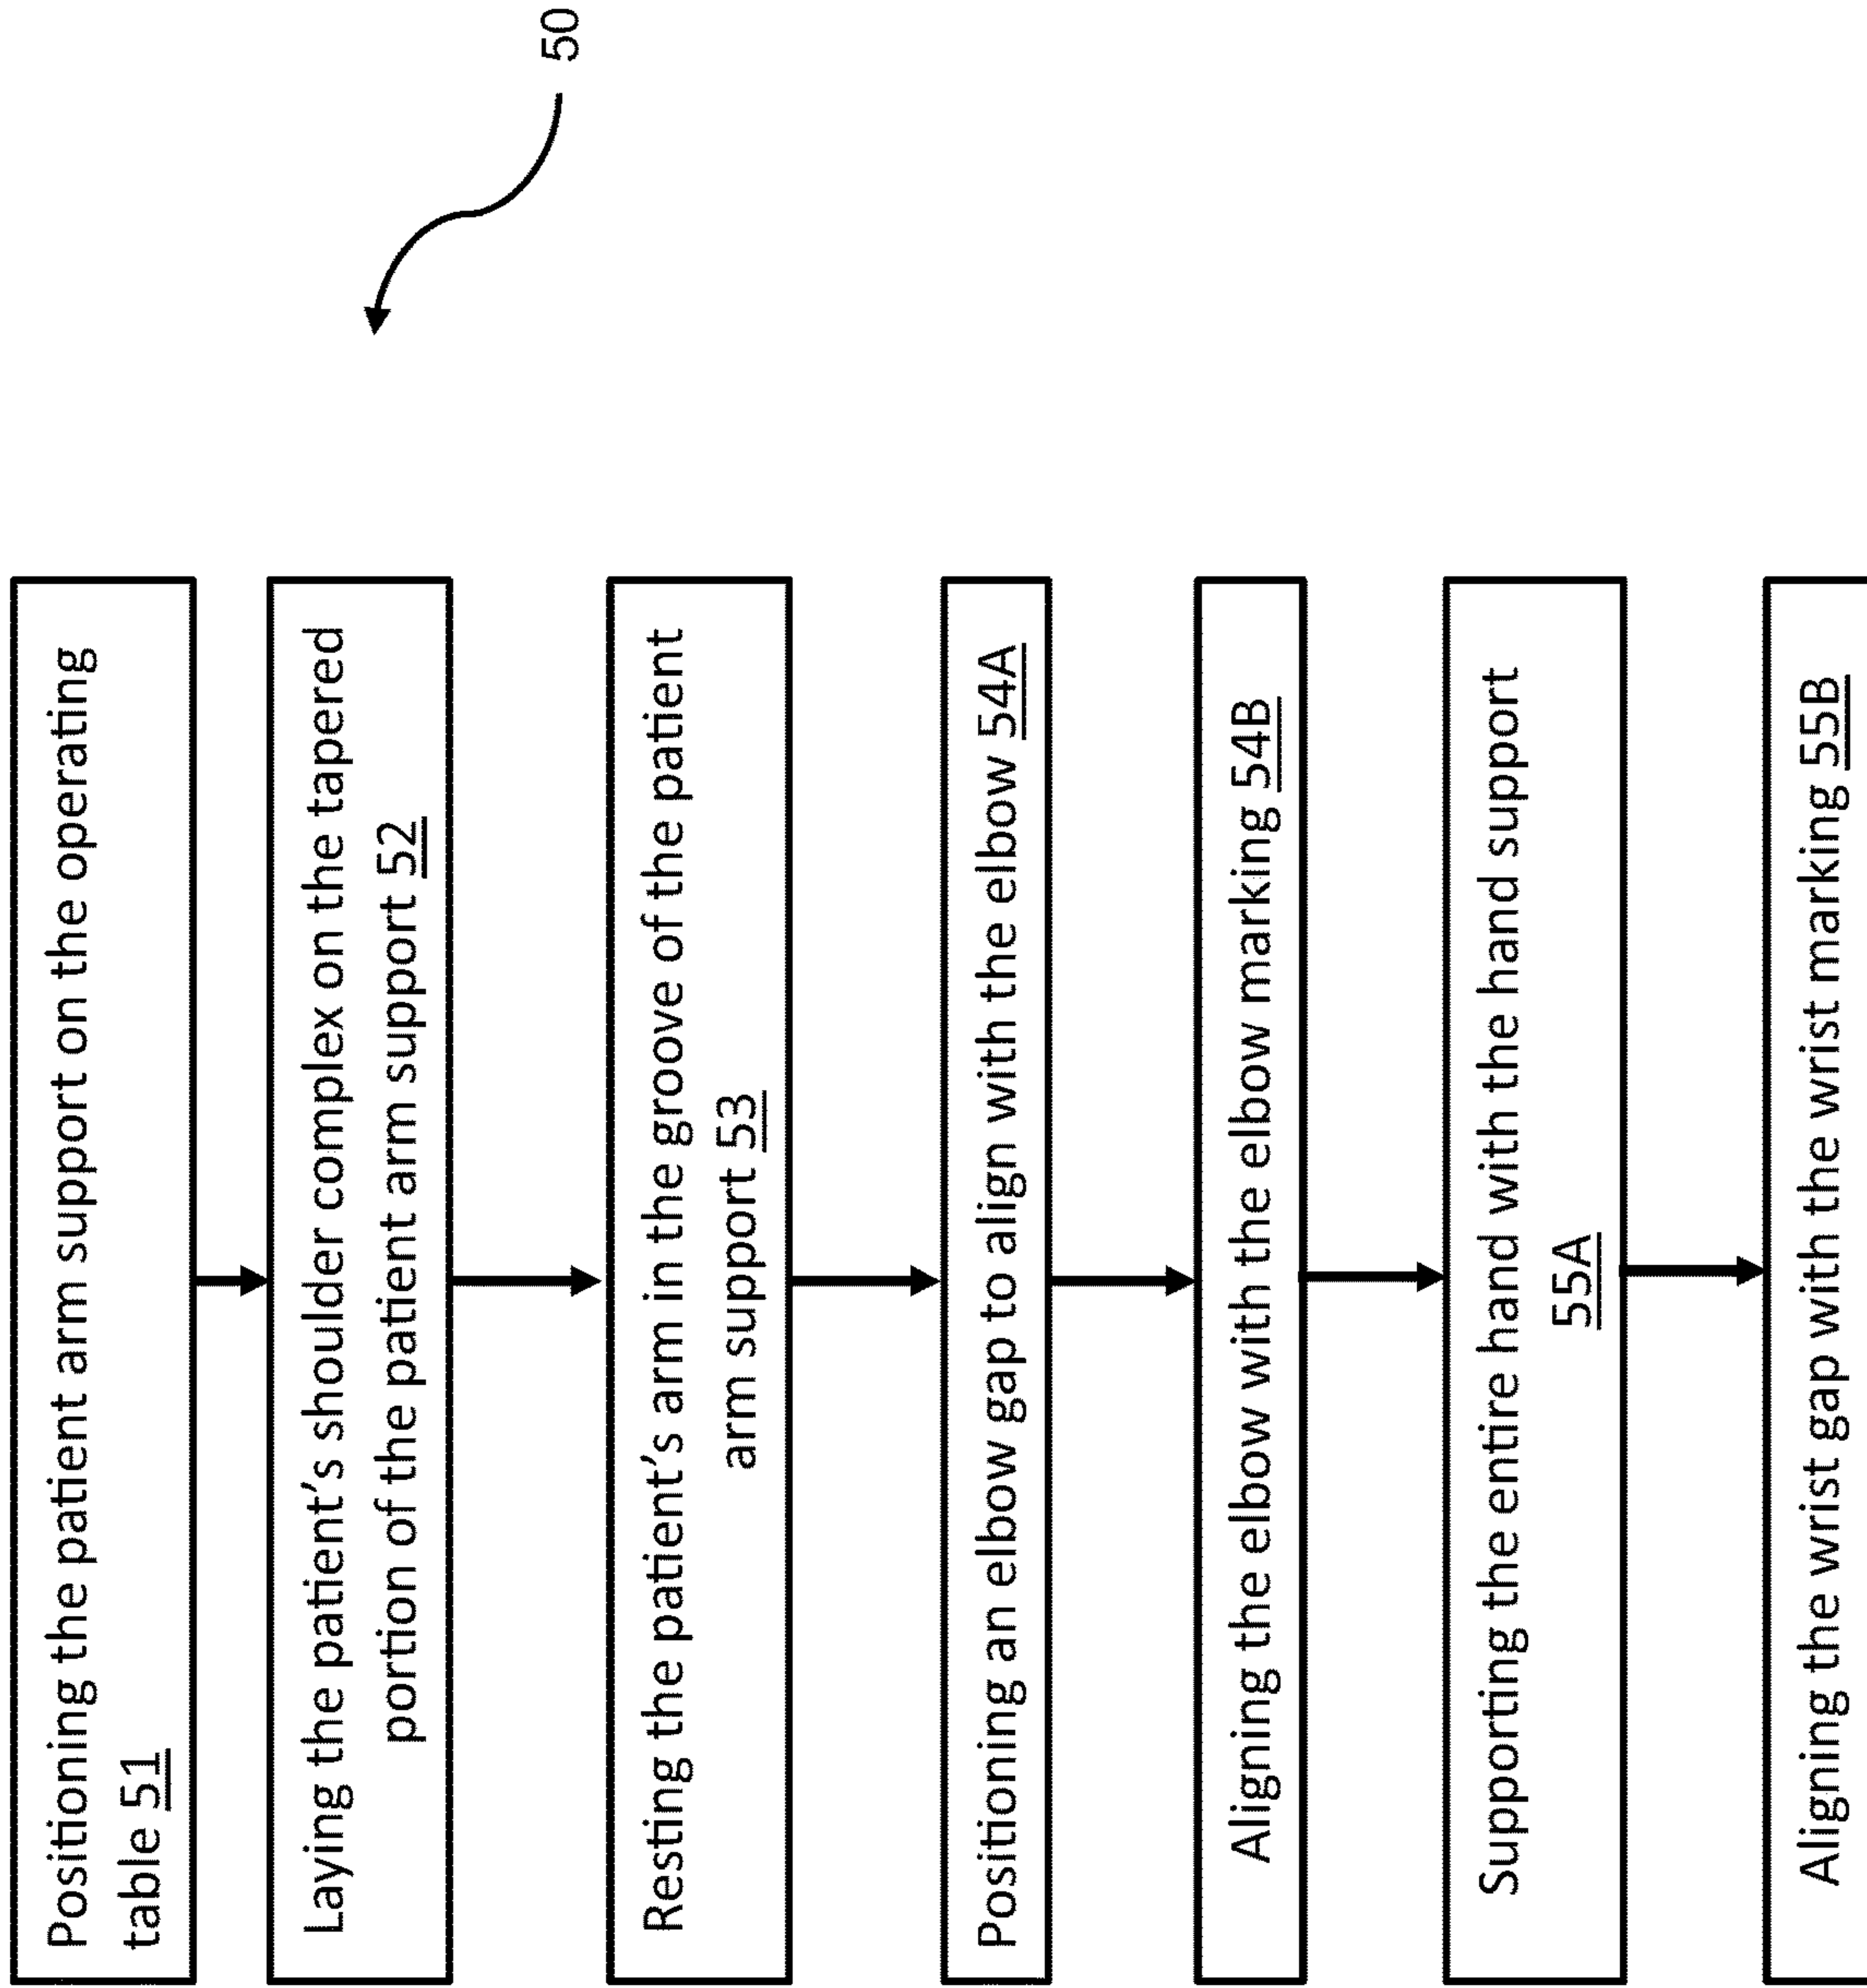 Positioning the patient arm support on the operating
table 51
Laying the patient's shoulder complex on the tapered
portion of the patient arm support 52
Resting the patient's arm in the groove of the patient
arm support 53
Positioning an elbow gap to align with the elbow 54A
Aligning the elbow with the elbow marking 54B
Supporting the entire hand with the hand support
55A
Aligning the wrist gap with the wrist marking 55B
50